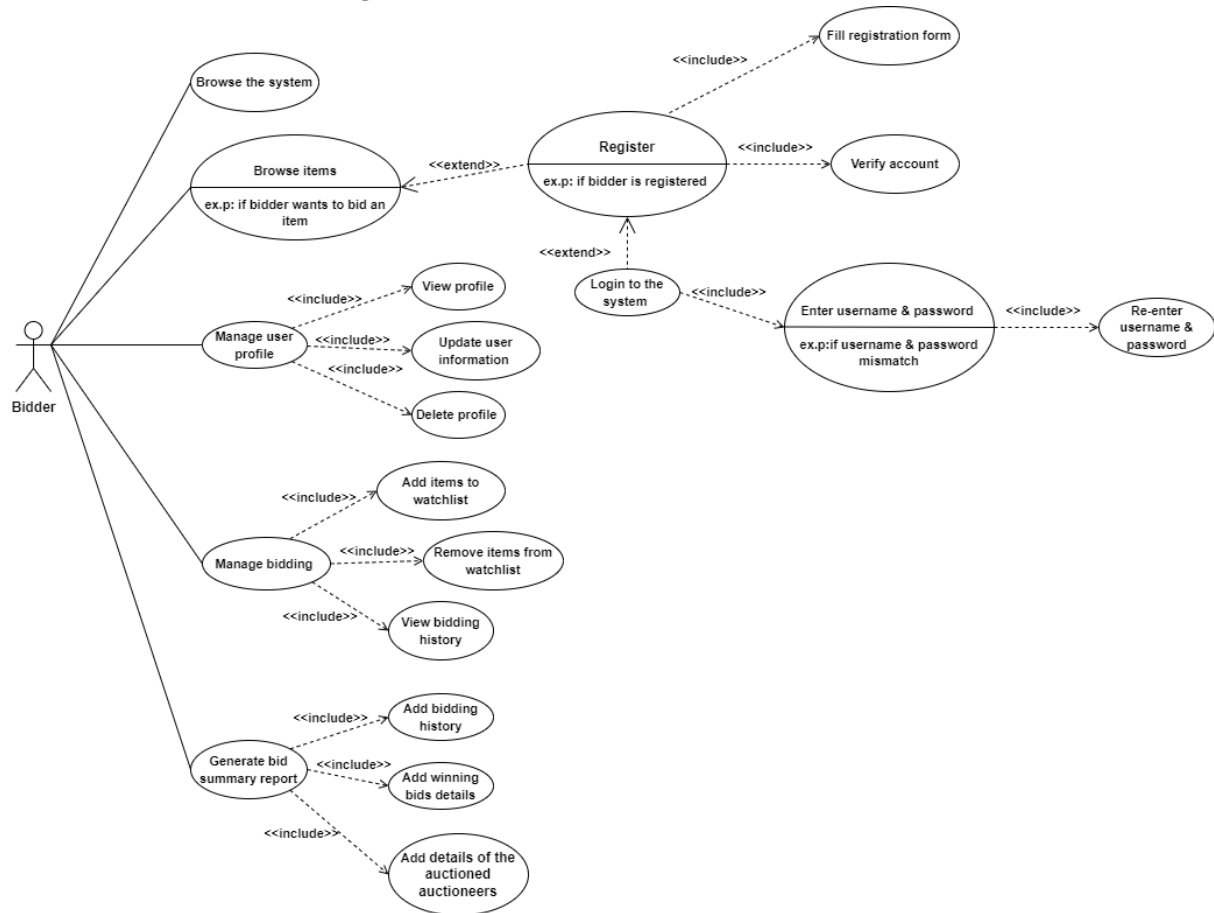 Fill registration form
<<include>>
Browse the system
Register
<<include>>
Verify account
ex.p: if bidder is registered
<<extend>>
Browse items
ex.p: if bidder wants to bid an
item
<<extend>>
Login to the
system
<<include>>
Enter username & password
ex.p:if username & password
mismatch
<<include>>
Re-enter
username &
password
Bidder
Manage user
profile
<<include>>
View profile
<<include>>
Update user
information
<<include>>
Delete profile
Manage bidding
<<include>>
Add items to
watchlist
<<include>>
Remove items from
watchlist
<<include>>
View bidding
history
Generate bid
summary report
<<include>>
Add bidding
history
<<include>>
Add winning
bids details
<<include>>
Add details of the
auctioned
auctioneers